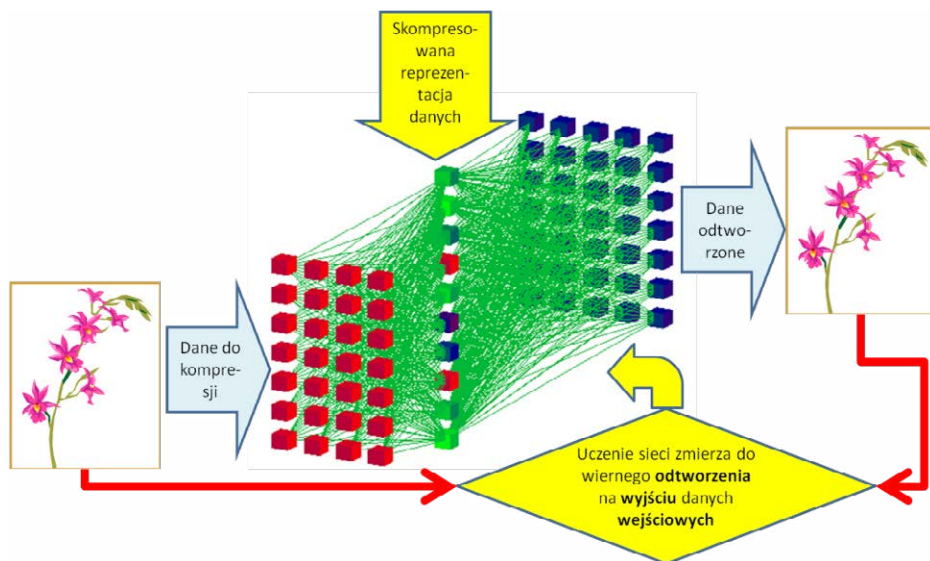 Skompreso-
wana
reprezen-
tacja
danych
Dane do
kompre-
sji
Dane
odtwo-
rzone
Uczenie sieci zmierza do
wiernego odtworzenia
na wyjściu danych
wejściowych